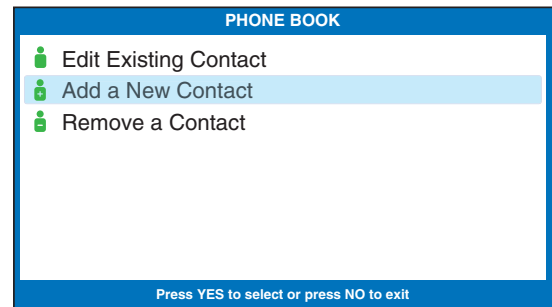 PHONE BOOK
Edit Existing Contact
Add a New Contact
Remove a Contact
Press YES to select or press NO to exit